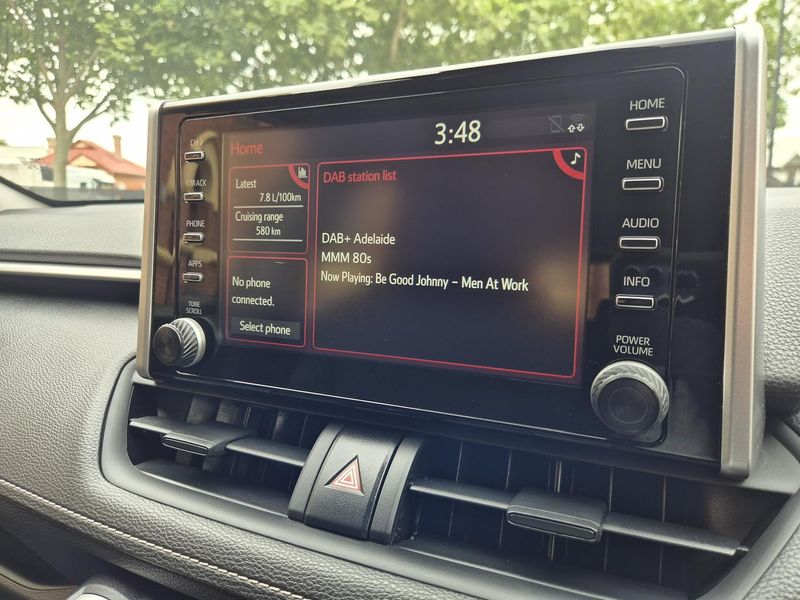 3:48
Home
Latest
7.8 L/100km
Cruising range
580 km
No phone
connected.
Select phone
DAB station list
DAB+ Adelaide
MMM 80s
Now Playing: Be Good Johnny – Men At Work
CH >
< TRACK
PHONE
APPS
TUNE
SCROLL
HOME
MENU
AUDIO
INFO
POWER
VOLUME